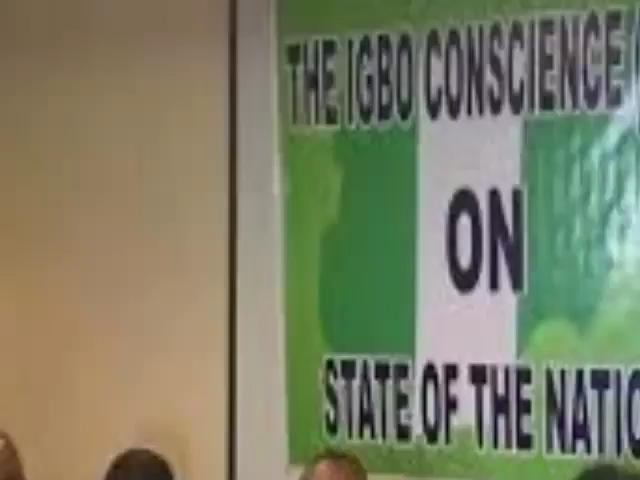 THE IGBO CONSCIENCE
ON
STATE OF THE NATIO